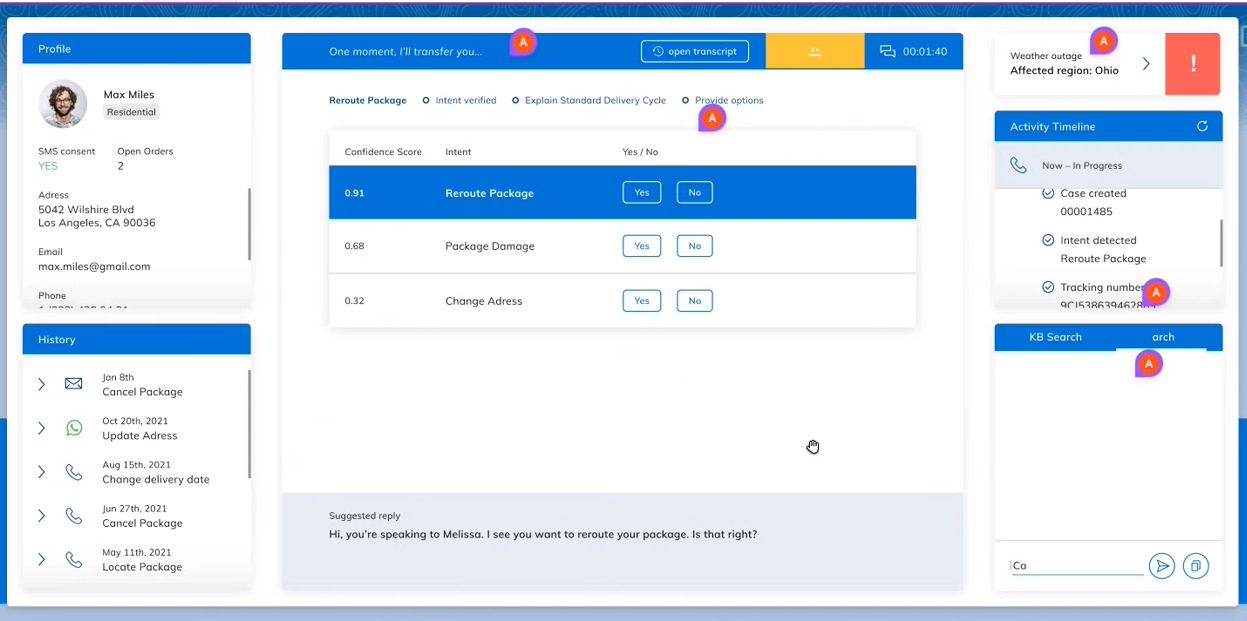 Profile
Max Miles
Residential
SMS consent
YES
Open Orders
2
Adress
5042 Wilshire Blvd
Los Angeles, CA 90036
Email
max.miles@gmail.com
Phone
History
Jan 8th
Cancel Package
Oct 20th, 2021
Update Adress
Aug 15th, 2021
Change delivery date
Jun 27th, 2021
Cancel Package
May 11th, 2021
Locate Package
One moment, I'll transfer you...
A
open transcript
00:01:40
Reroute Package
Intent verified
Explain Standard Delivery Cycle
Provide options
A
Confidence Score Intent Yes / No
0.91 Reroute Package Yes No
0.68 Package Damage Yes No
0.32 Change Adress Yes No
Suggested reply
Hi, you're speaking to Melissa. I see you want to reroute your package. Is that right?
Weather outage
A
Affected region: Ohio
!
Activity Timeline
Now – In Progress
Case created
00001485
Intent detected
Reroute Package
Tracking number
A
KB Search
arch
A
Ca